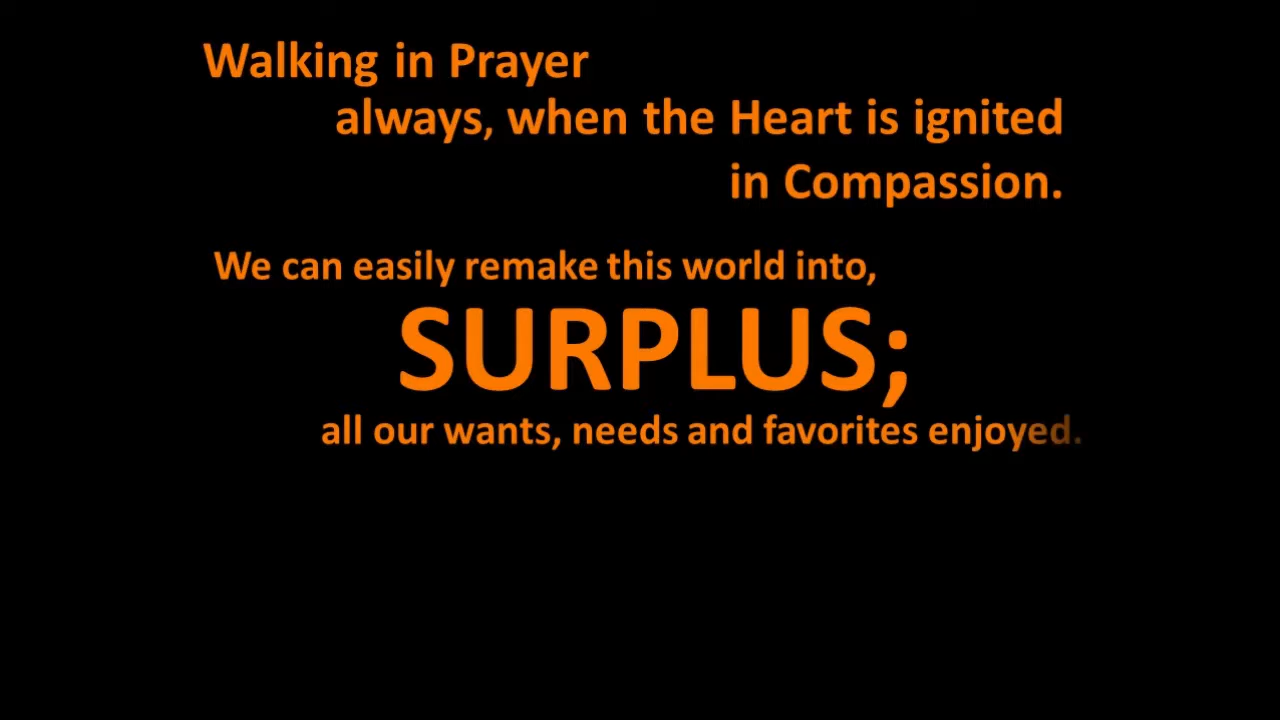 Walking in Prayer
always, when the Heart is ignited
in Compassion.
We can easily remake this world into,
SURPLUS;
all our wants, needs and favorites enjoyed.